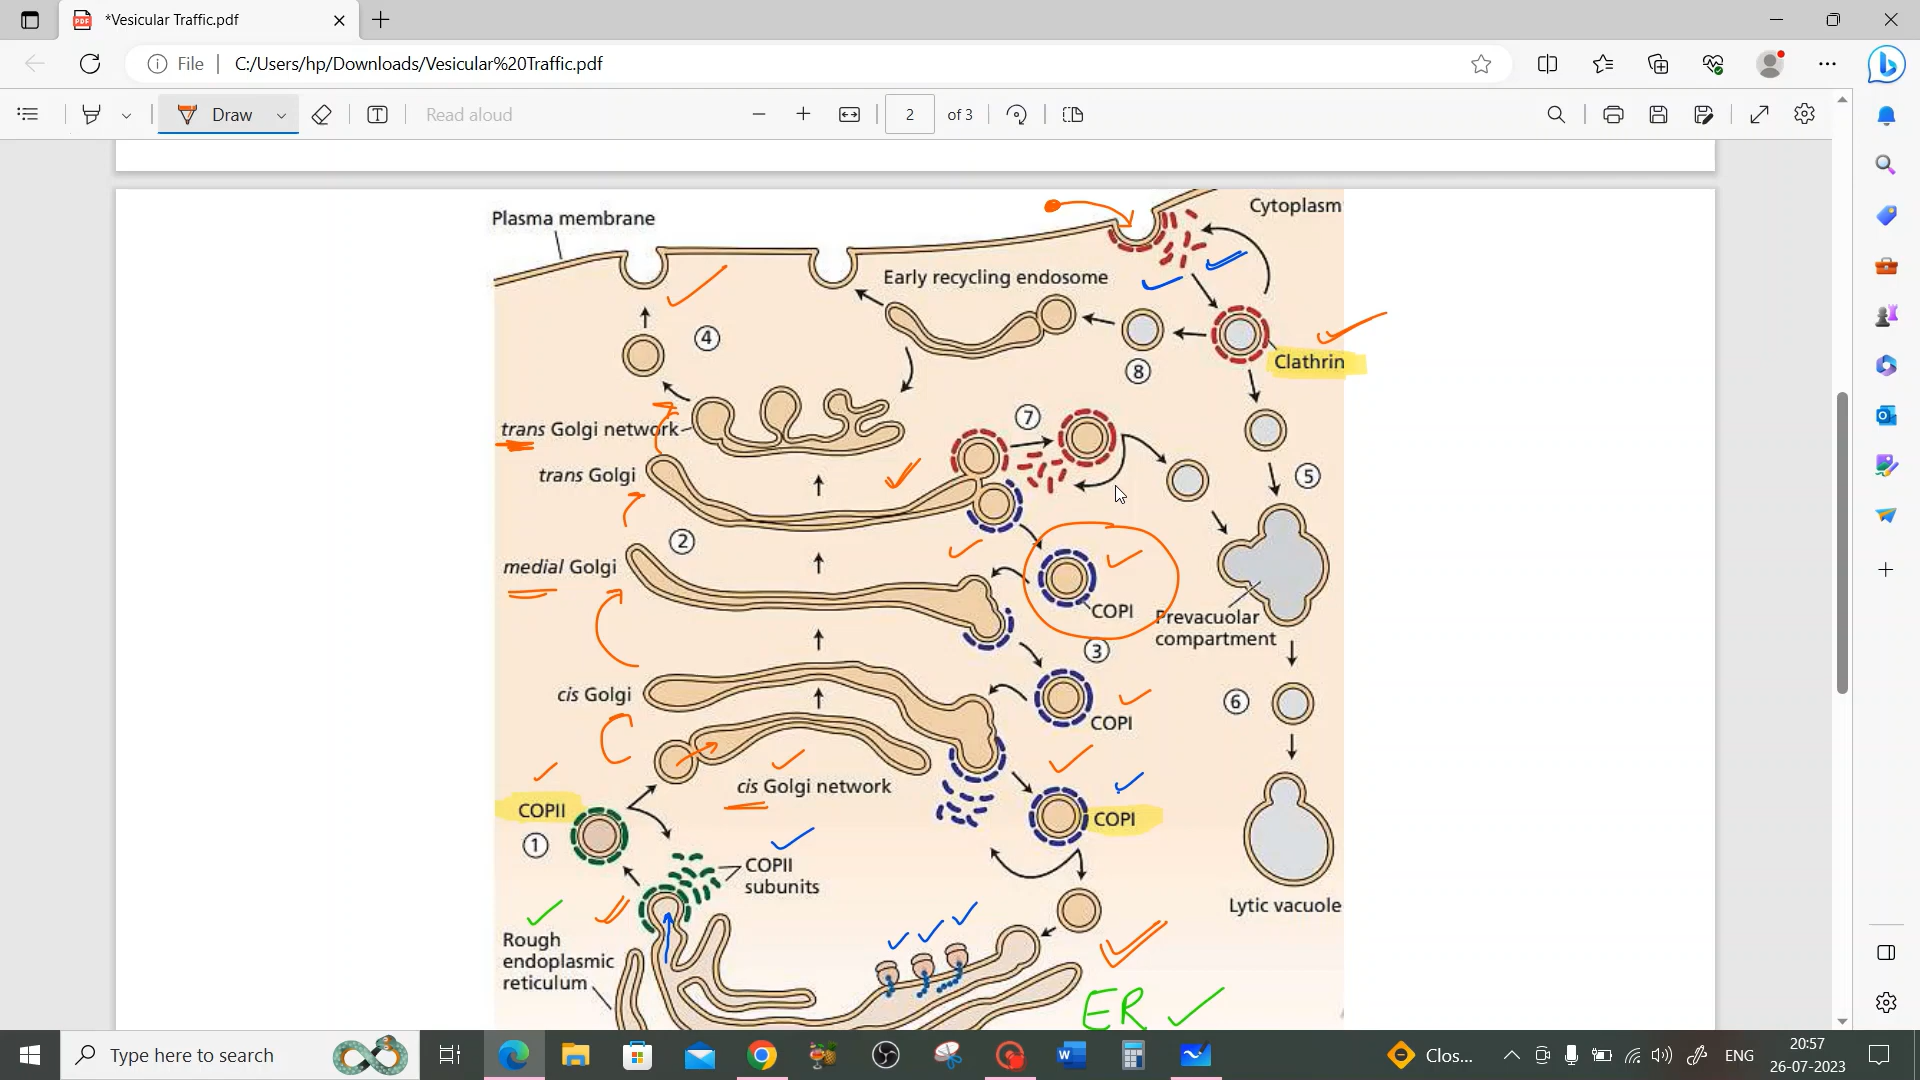 *Vesicular Traffic.pdf
File
C:/Users/hp/Downloads/Vesicular%20Traffic.pdf
Draw
Read aloud
2 of 3
Plasma membrane
Cytoplasm
Early recycling endosome
4
8
Clathrin
7
trans Golgi network
trans Golgi
5
2
medial Golgi
COPI
Prevacuolar
compartment
3
cis Golgi
COPI
6
cis Golgi network
COPII
COPI
1
COPII
subunits
Lytic vacuole
Rough
endoplasmic
reticulum
ER
Type here to search
Clos...
ENG
20:57
26-07-2023